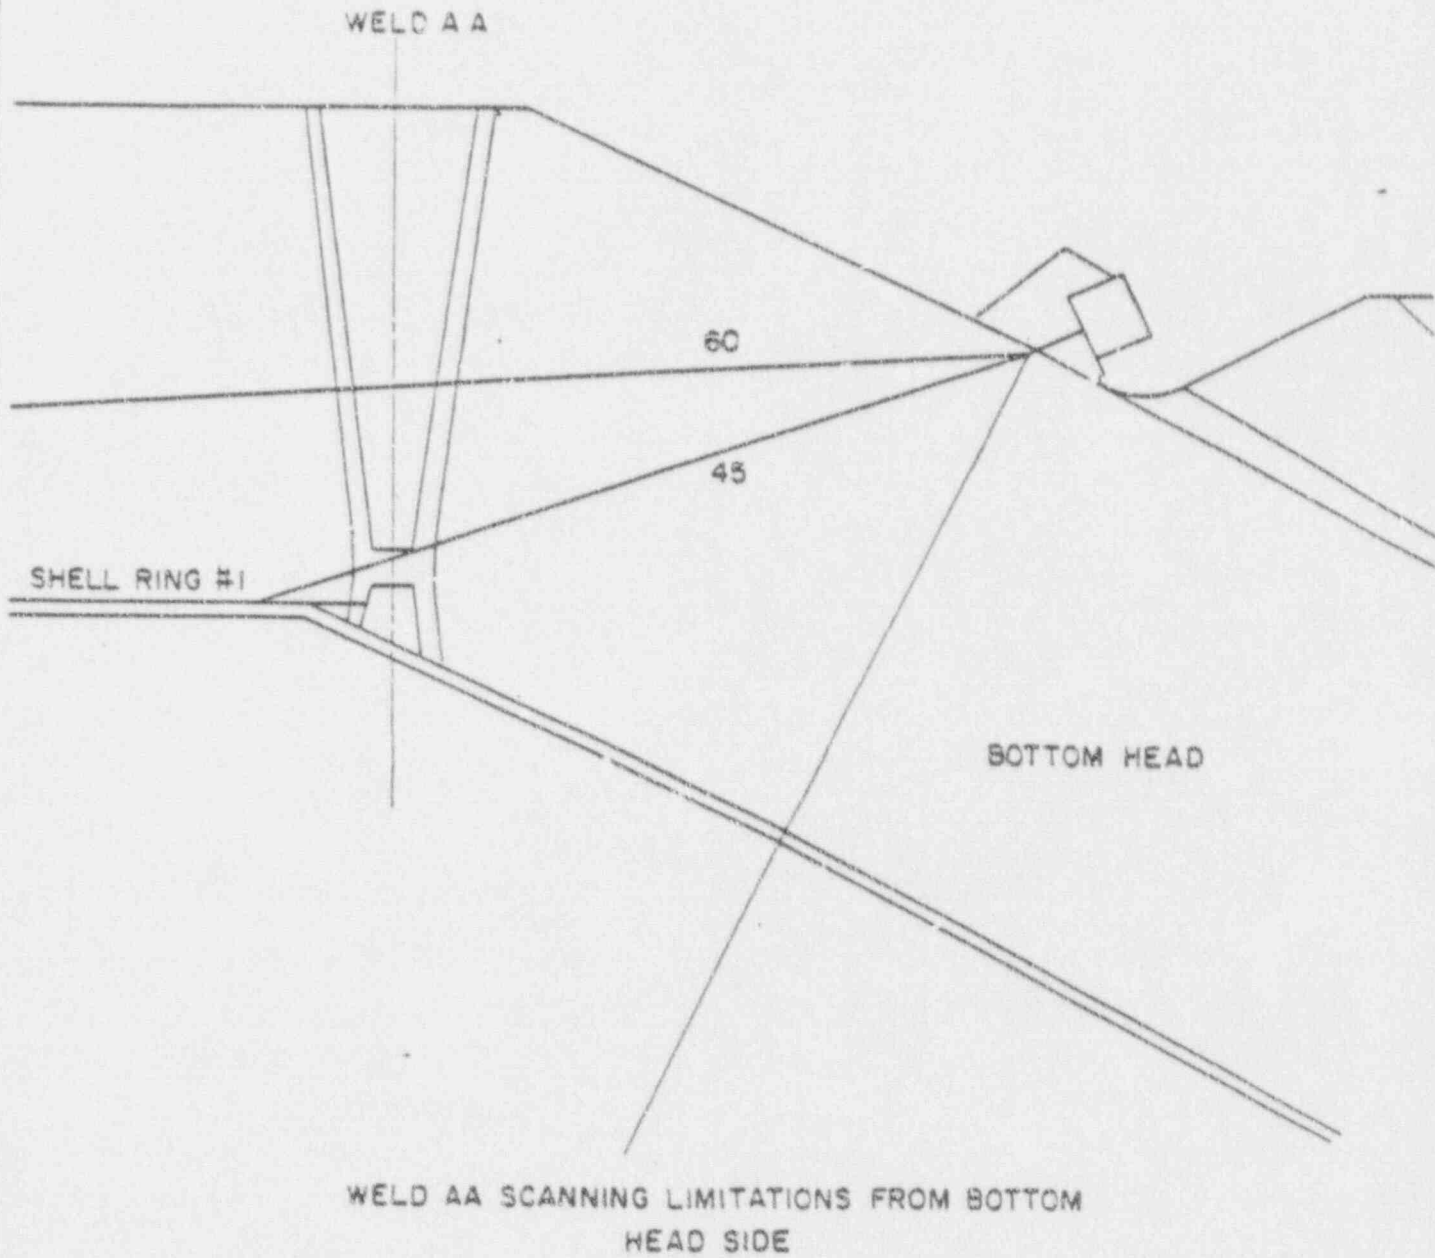 WELD A A
60
45
SHELL RING #1
BOTTOM HEAD
WELD AA SCANNING LIMITATIONS FROM BOTTOM
HEAD SIDE